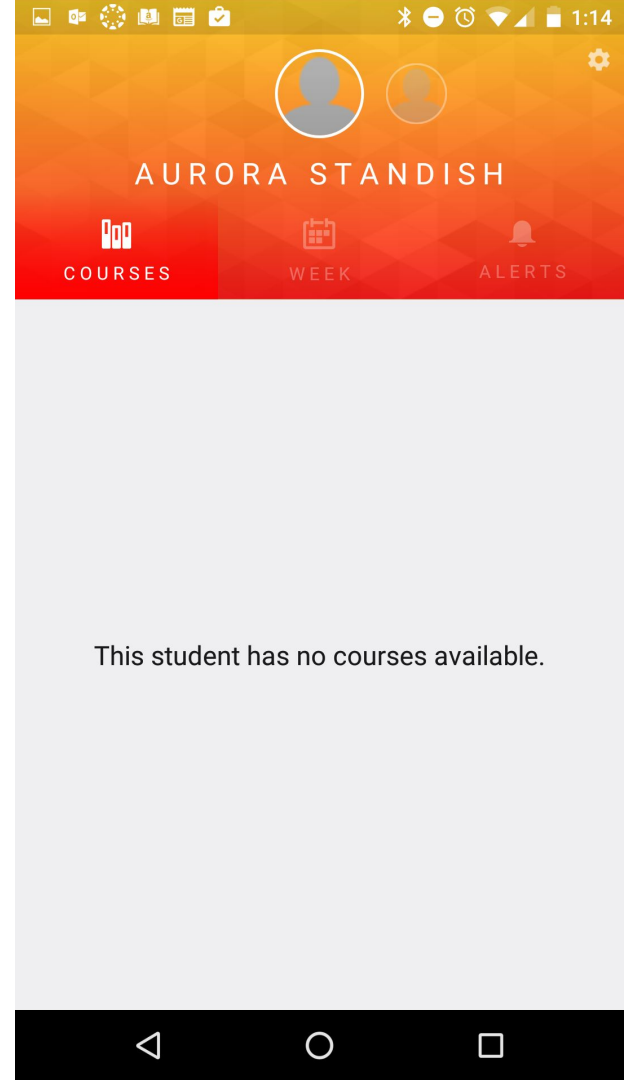 1:14
AURORA STANDISH
COURSES
WEEK
ALERTS
This student has no courses available.